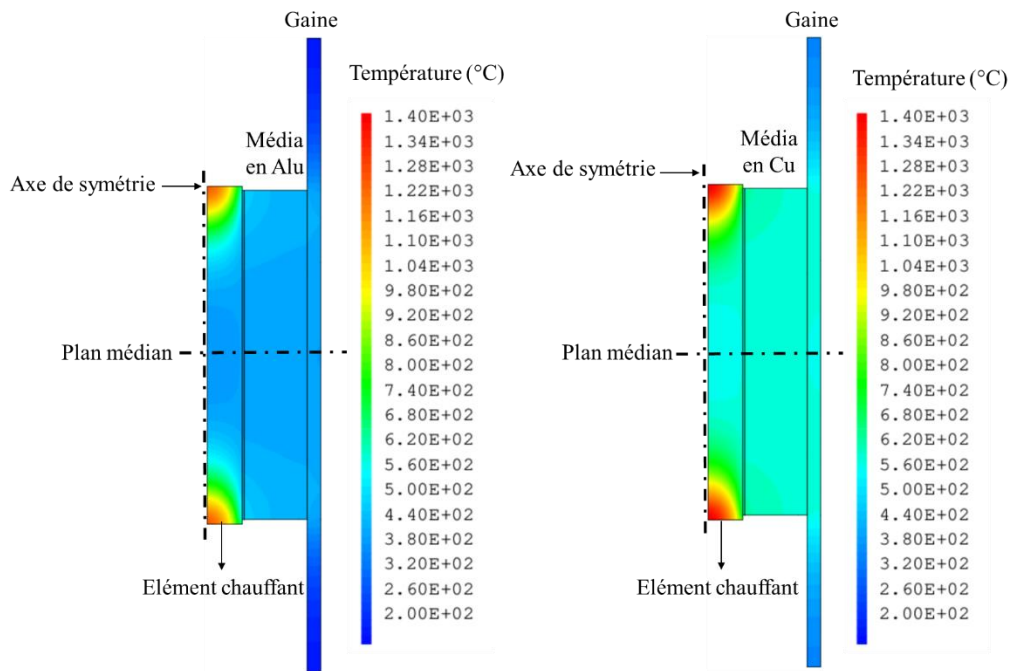 Gaine
Température (°C)
1.40E+03
1.34E+03
1.28E+03
1.22E+03
1.16E+03
1.10E+03
1.04E+03
9.80E+02
9.20E+02
8.60E+02
8.00E+02
7.40E+02
6.80E+02
6.20E+02
5.60E+02
5.00E+02
4.40E+02
3.80E+02
3.20E+02
2.60E+02
2.00E+02
Média
en Alu
Axe de symétrie
Plan médian
Elément chauffant
Gaine
Température (°C)
1.40E+03
1.34E+03
1.28E+03
1.22E+03
1.16E+03
1.10E+03
1.04E+03
9.80E+02
9.20E+02
8.60E+02
8.00E+02
7.40E+02
6.80E+02
6.20E+02
5.60E+02
5.00E+02
4.40E+02
3.80E+02
3.20E+02
2.60E+02
2.00E+02
Média
en Cu
Axe de symétrie
Plan médian
Elément chauffant